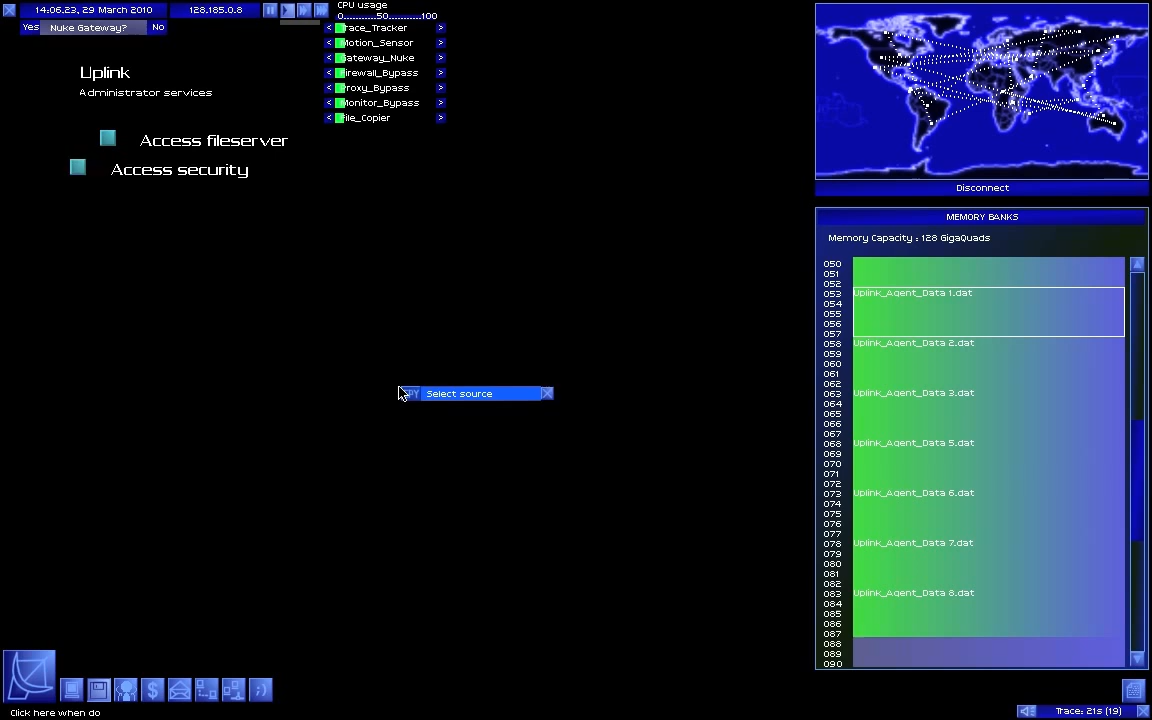 14:06.23, 29 March 2010
128.185.0.8
CPU usage
0............50............100
Yes
Nuke Gateway?
No
Trace_Tracker
Motion_Sensor
Gateway_Nuke
Firewall_Bypass
Proxy_Bypass
Monitor_Bypass
File_Copier
Uplink
Administrator services
Access fileserver
Access security
Select source
Disconnect
MEMORY BANKS
Memory Capacity : 128 GigaQuads
050
051
052
053 Uplink_Agent_Data 1.dat
054
055
056
057
058 Uplink_Agent_Data 2.dat
059
060
061
062
063 Uplink_Agent_Data 3.dat
064
065
066
067
068 Uplink_Agent_Data 5.dat
069
070
071
072
073 Uplink_Agent_Data 6.dat
074
075
076
077
078 Uplink_Agent_Data 7.dat
079
080
081
082
083 Uplink_Agent_Data 8.dat
084
085
086
087
088
089
090
Click here when do
Trace: 21s (19)